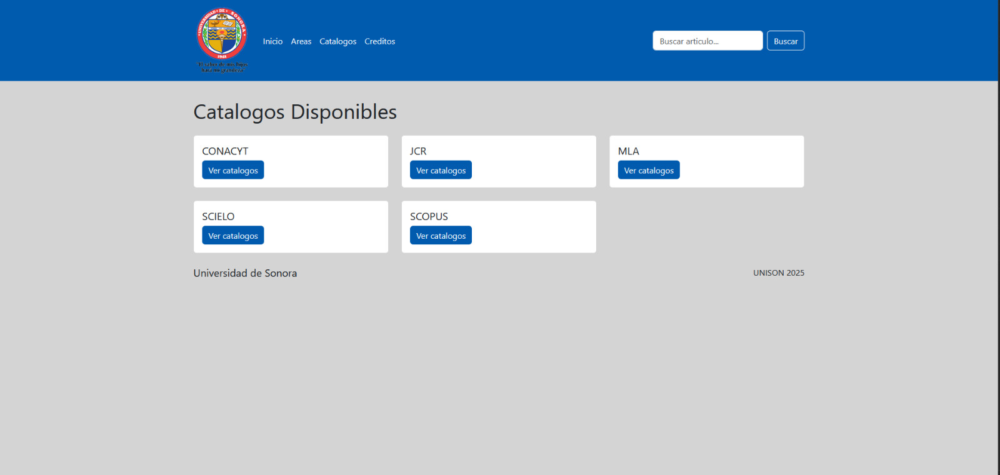 UNIVERSIDAD DE SONORA
1942
"El saber de mis hijos
hará mi grandeza"
Inicio Areas Catalogos Creditos
Buscar articulo... Buscar
Catalogos Disponibles
CONACYT JCR MLA
Ver catalogos Ver catalogos Ver catalogos
SCIELO SCOPUS
Ver catalogos Ver catalogos
Universidad de Sonora UNISON 2025